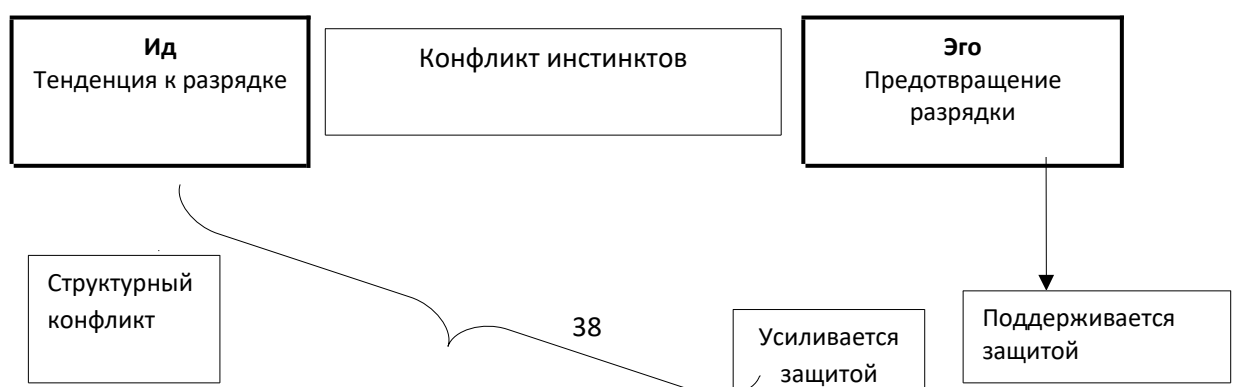 Ид
Тенденция к разрядке
Конфликт инстинктов
Эго
Предотвращение
разрядки
Структурный
конфликт
38
Усиливается
защитой
Поддерживается
защитой